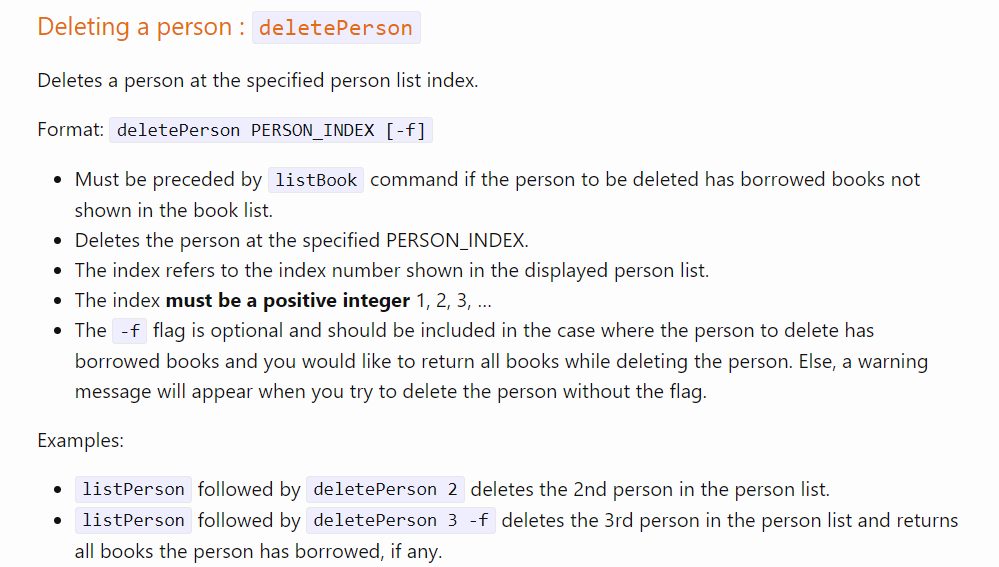 Deleting a person : deletePerson
Deletes a person at the specified person list index.
Format: deletePerson PERSON_INDEX [-f]
• Must be preceded by listBook command if the person to be deleted has borrowed books not
shown in the book list.
• Deletes the person at the specified PERSON_INDEX.
• The index refers to the index number shown in the displayed person list.
• The index must be a positive integer 1, 2, 3, …
• The -f flag is optional and should be included in the case where the person to delete has
borrowed books and you would like to return all books while deleting the person. Else, a warning
message will appear when you try to delete the person without the flag.
Examples:
• listPerson followed by deletePerson 2 deletes the 2nd person in the person list.
• listPerson followed by deletePerson 3 -f deletes the 3rd person in the person list and returns
all books the person has borrowed, if any.